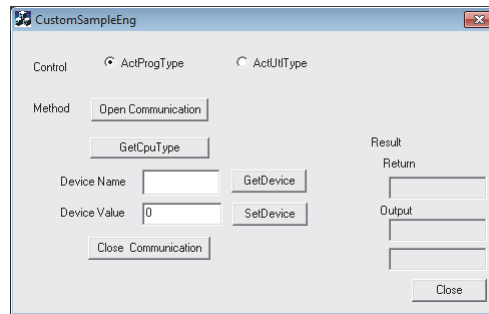 CustomSampleEng
Control ActProgType ActUtlType
Method Open Communication
GetCpuType
Result
Return
Device Name GetDevice
Device Value 0 SetDevice
Output
Close Communication
Close